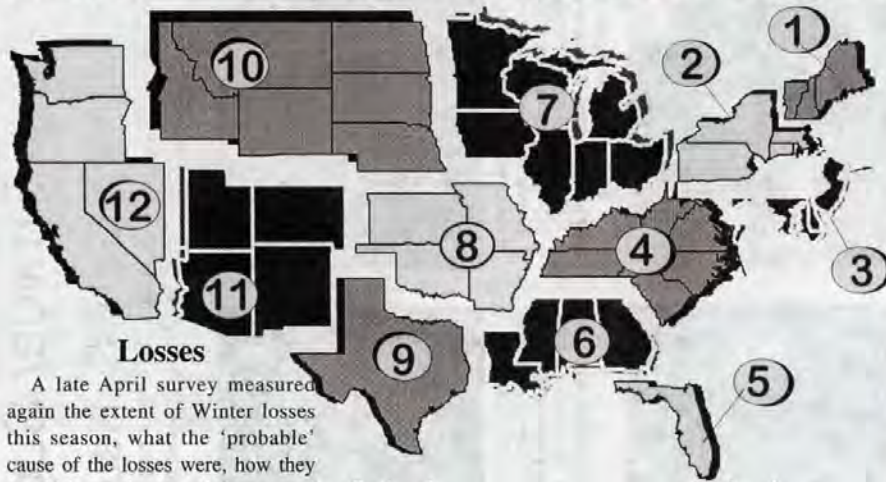 1
2
10
7
12
8
4
3
11
6
9
5
Losses
A late April survey measured
again the extent of Winter losses
this season, what the 'probable'
cause of the losses were, how they